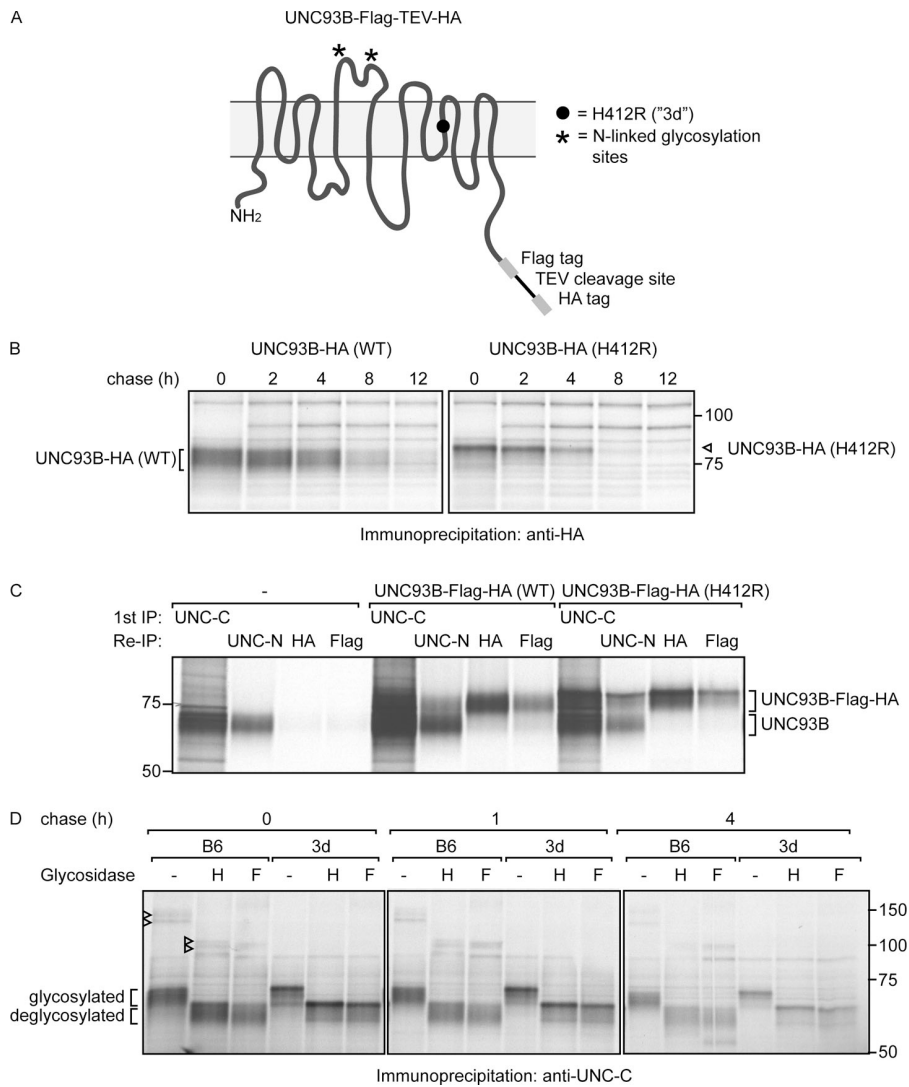 A
UNC93B-Flag-TEV-HA
* *
● = H412R ("3d")
* = N-linked glycosylation
sites
NH2
Flag tag
TEV cleavage site
HA tag
B
UNC93B-HA (WT) UNC93B-HA (H412R)
chase (h) 0 2 4 8 12 0 2 4 8 12
100
UNC93B-HA (WT) UNC93B-HA (H412R)
75
Immunoprecipitation: anti-HA
C
- UNC93B-Flag-HA (WT) UNC93B-Flag-HA (H412R)
1st IP: UNC-C UNC-C UNC-C
Re-IP: UNC-N HA Flag UNC-N HA Flag UNC-N HA Flag
75 UNC93B-Flag-HA
UNC93B
50
D chase (h) 0 1 4
B6 3d B6 3d B6 3d
Glycosidase - H F - H F - H F - H F - H F - H F
150
100
75
glycosylated
deglycosylated
50
Immunoprecipitation: anti-UNC-C